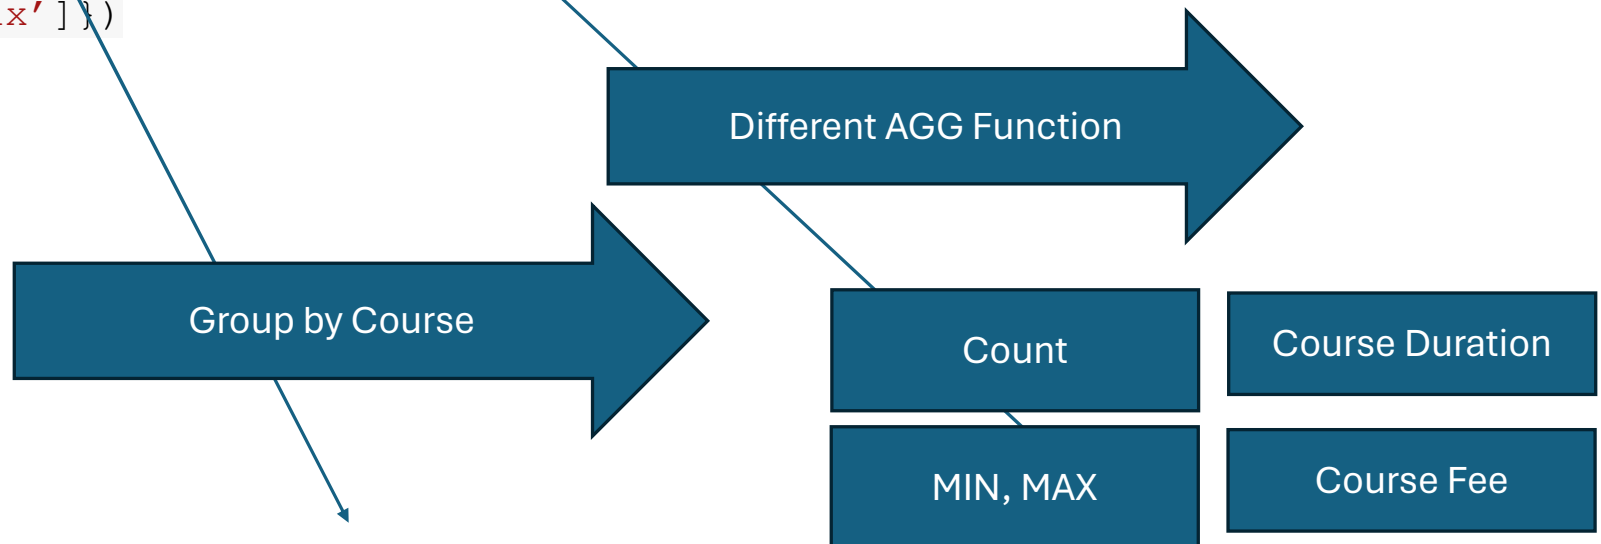 x']})
Different AGG Function
Group by Course
Count
Course Duration
MIN, MAX
Course Fee